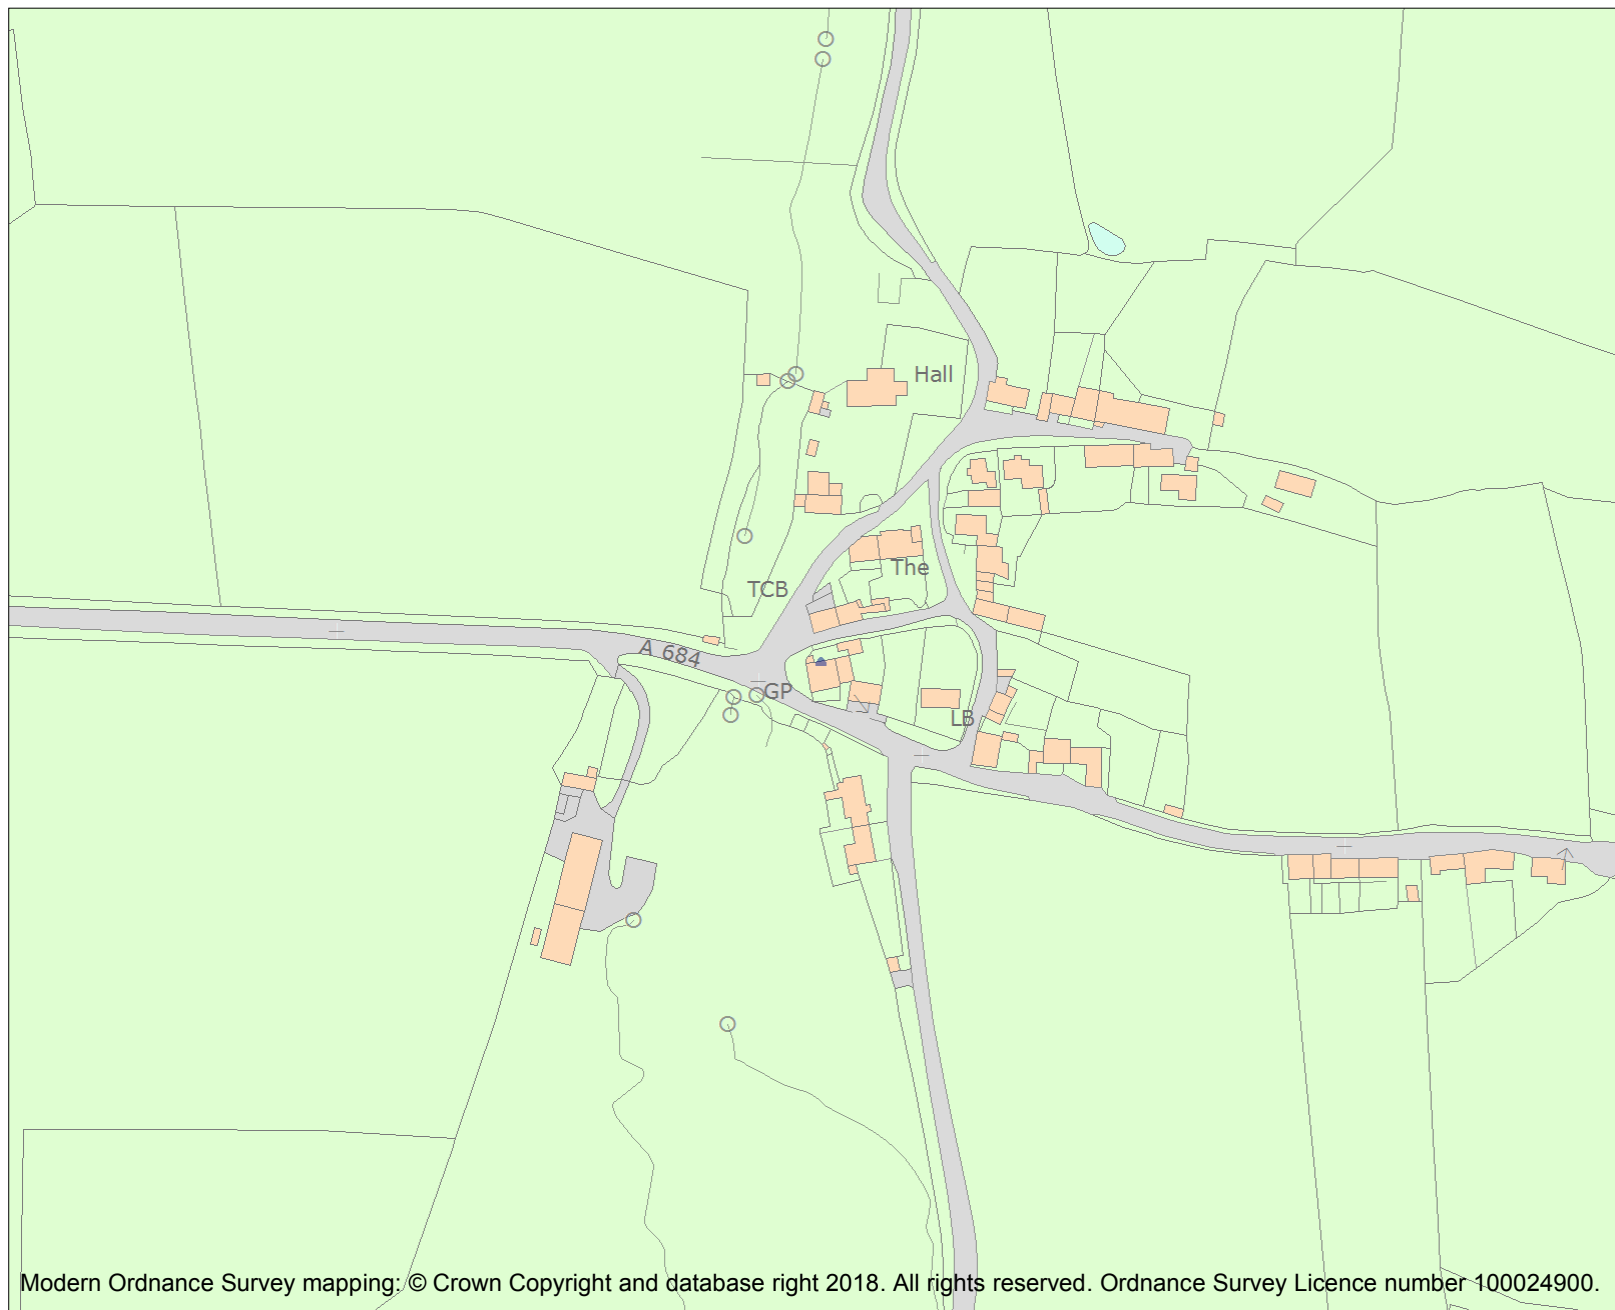 Hall
The
TCB
A 684
GP
LB
Modern Ordnance Survey mapping: © Crown Copyright and database right 2018. All rights reserved. Ordnance Survey Licence number 100024900.